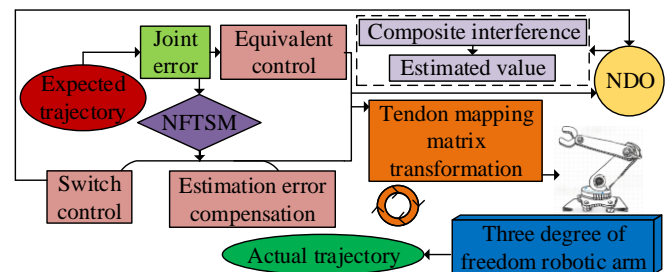 Joint
error
Equivalent
control
Composite interference
Estimated value
NDO
Expected
trajectory
NFTSM
Tendon mapping
matrix
transformation
Switch
control
Estimation error
compensation
Actual trajectory
Three degree of
freedom robotic arm